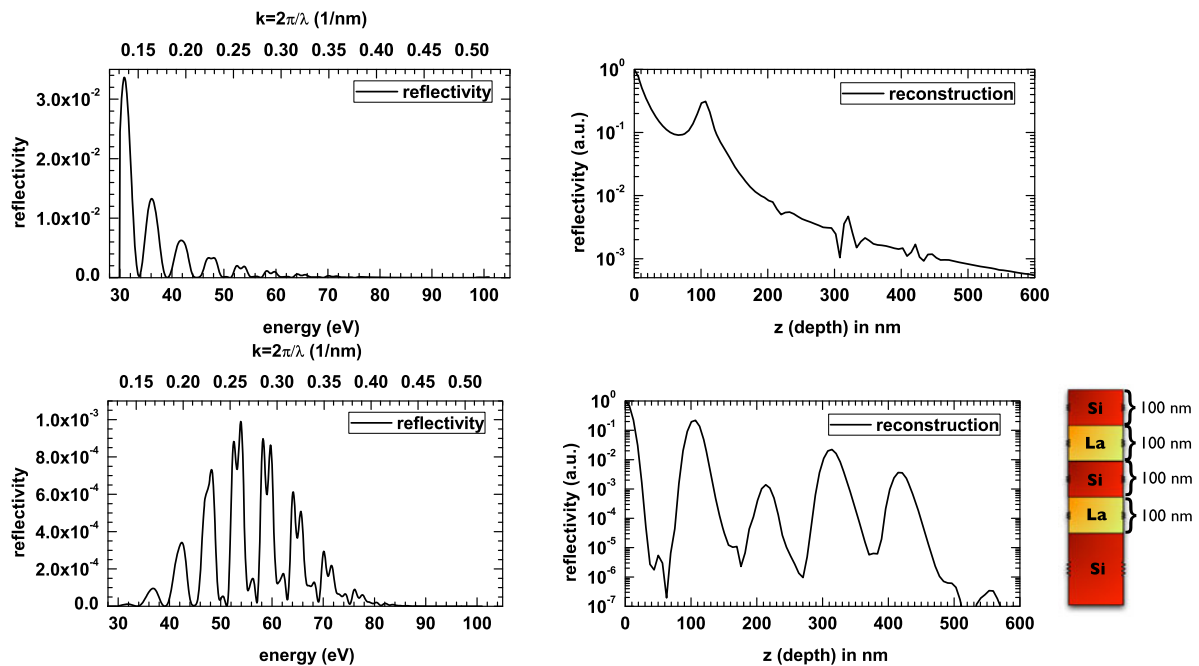 k=2π/λ (1/nm)
0.15 0.20 0.25 0.30 0.35 0.40 0.45 0.50
3.0x10⁻²
2.0x10⁻²
1.0x10⁻²
0.0
reflectivity
reflectivity
30 40 50 60 70 80 90 100
energy (eV)
10⁰
10⁻¹
10⁻²
10⁻³
reflectivity (a.u.)
reconstruction
0 100 200 300 400 500 600
z (depth) in nm
k=2π/λ (1/nm)
0.15 0.20 0.25 0.30 0.35 0.40 0.45 0.50
1.0x10⁻³
8.0x10⁻⁴
6.0x10⁻⁴
4.0x10⁻⁴
2.0x10⁻⁴
0.0
reflectivity
reflectivity
30 40 50 60 70 80 90 100
energy (eV)
10⁰
10⁻¹
10⁻²
10⁻³
10⁻⁴
10⁻⁵
10⁻⁶
10⁻⁷
reflectivity (a.u.)
reconstruction
0 100 200 300 400 500 600
z (depth) in nm
Si } 100 nm
La } 100 nm
Si } 100 nm
La } 100 nm
Si